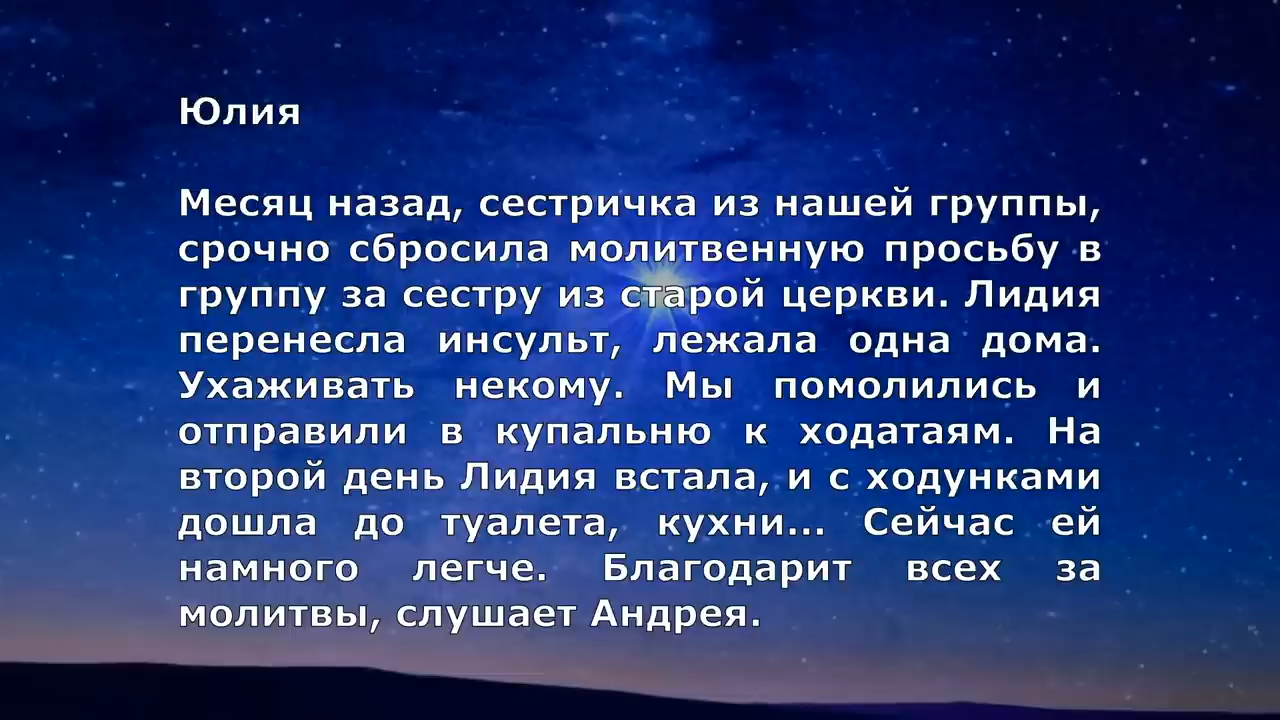 Юлия
Месяц назад, сестричка из нашей группы,
срочно сбросила молитвенную просьбу в
группу за сестру из старой церкви. Лидия
перенесла инсульт, лежала одна дома.
Ухаживать некому. Мы помолились и
отправили в купальню к ходатаям. На
второй день Лидия встала, и с ходунками
дошла до туалета, кухни... Сейчас ей
намного легче. Благодарит всех за
молитвы, слушает Андрея.